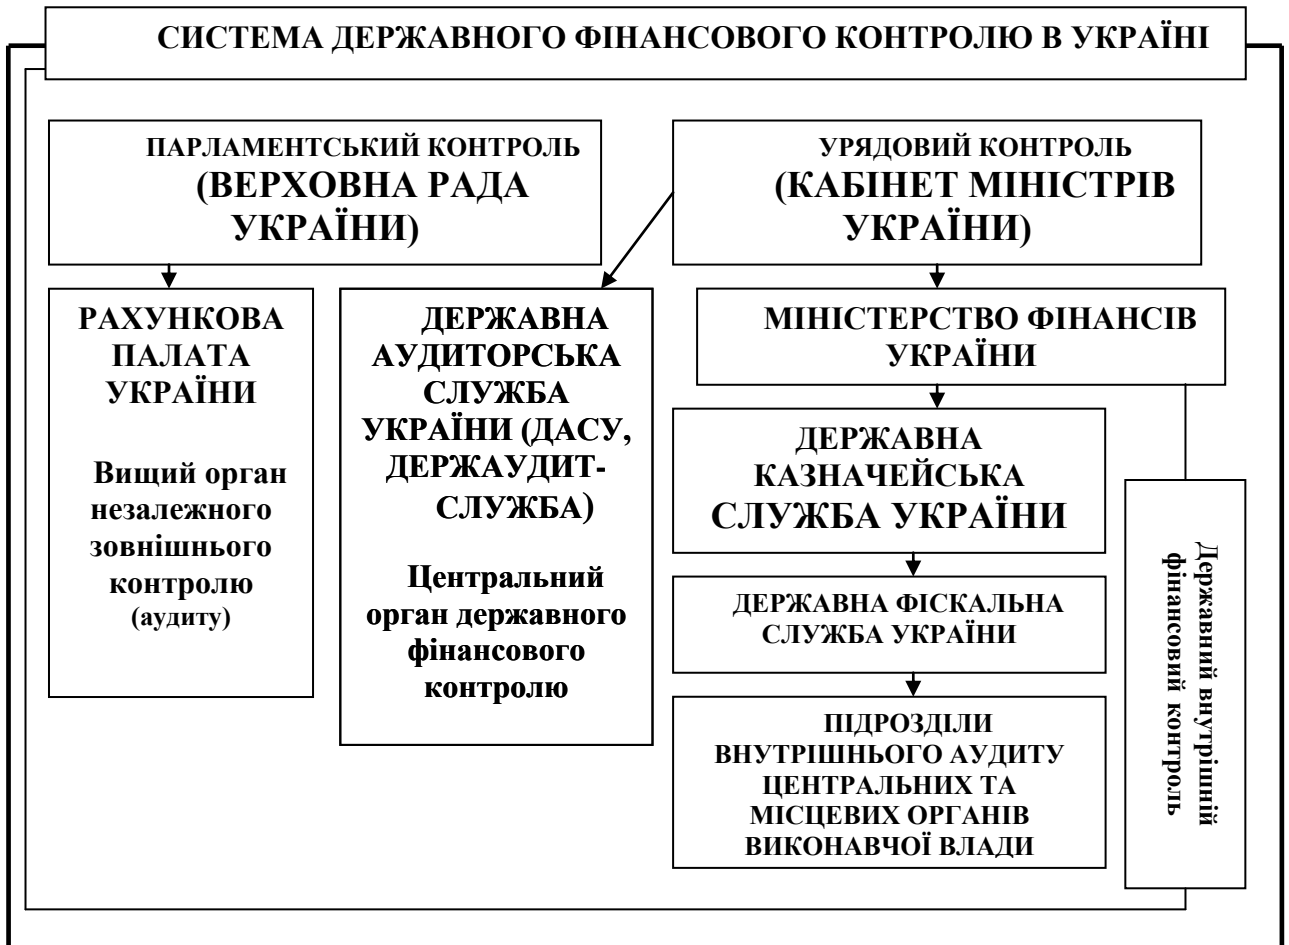 СИСТЕМА ДЕРЖАВНОГО ФІНАНСОВОГО КОНТРОЛЮ В УКРАЇНІ
ПАРЛАМЕНТСЬКИЙ КОНТРОЛЬ
(ВЕРХОВНА РАДА
УКРАЇНИ)
УРЯДОВИЙ КОНТРОЛЬ
(КАБІНЕТ МІНІСТРІВ
УКРАЇНИ)
РАХУНКОВА
ПАЛАТА
УКРАЇНИ
Вищий орган
незалежного
зовнішнього
контролю
(аудиту)
ДЕРЖАВНА
АУДИТОРСЬКА
СЛУЖБА
УКРАЇНИ (ДАСУ,
ДЕРЖАУДИТ-
СЛУЖБА)
Центральний
орган державного
фінансового
контролю
МІНІСТЕРСТВО ФІНАНСІВ
УКРАЇНИ
ДЕРЖАВНА
КАЗНАЧЕЙСЬКА
СЛУЖБА УКРАЇНИ
ДЕРЖАВНА ФІСКАЛЬНА
СЛУЖБА УКРАЇНИ
ПІДРОЗДІЛИ
ВНУТРІШНЬОГО АУДИТУ
ЦЕНТРАЛЬНИХ ТА
МІСЦЕВИХ ОРГАНІВ
ВИКОНАВЧОЇ ВЛАДИ
Державний внутрішній
фінансовий контроль